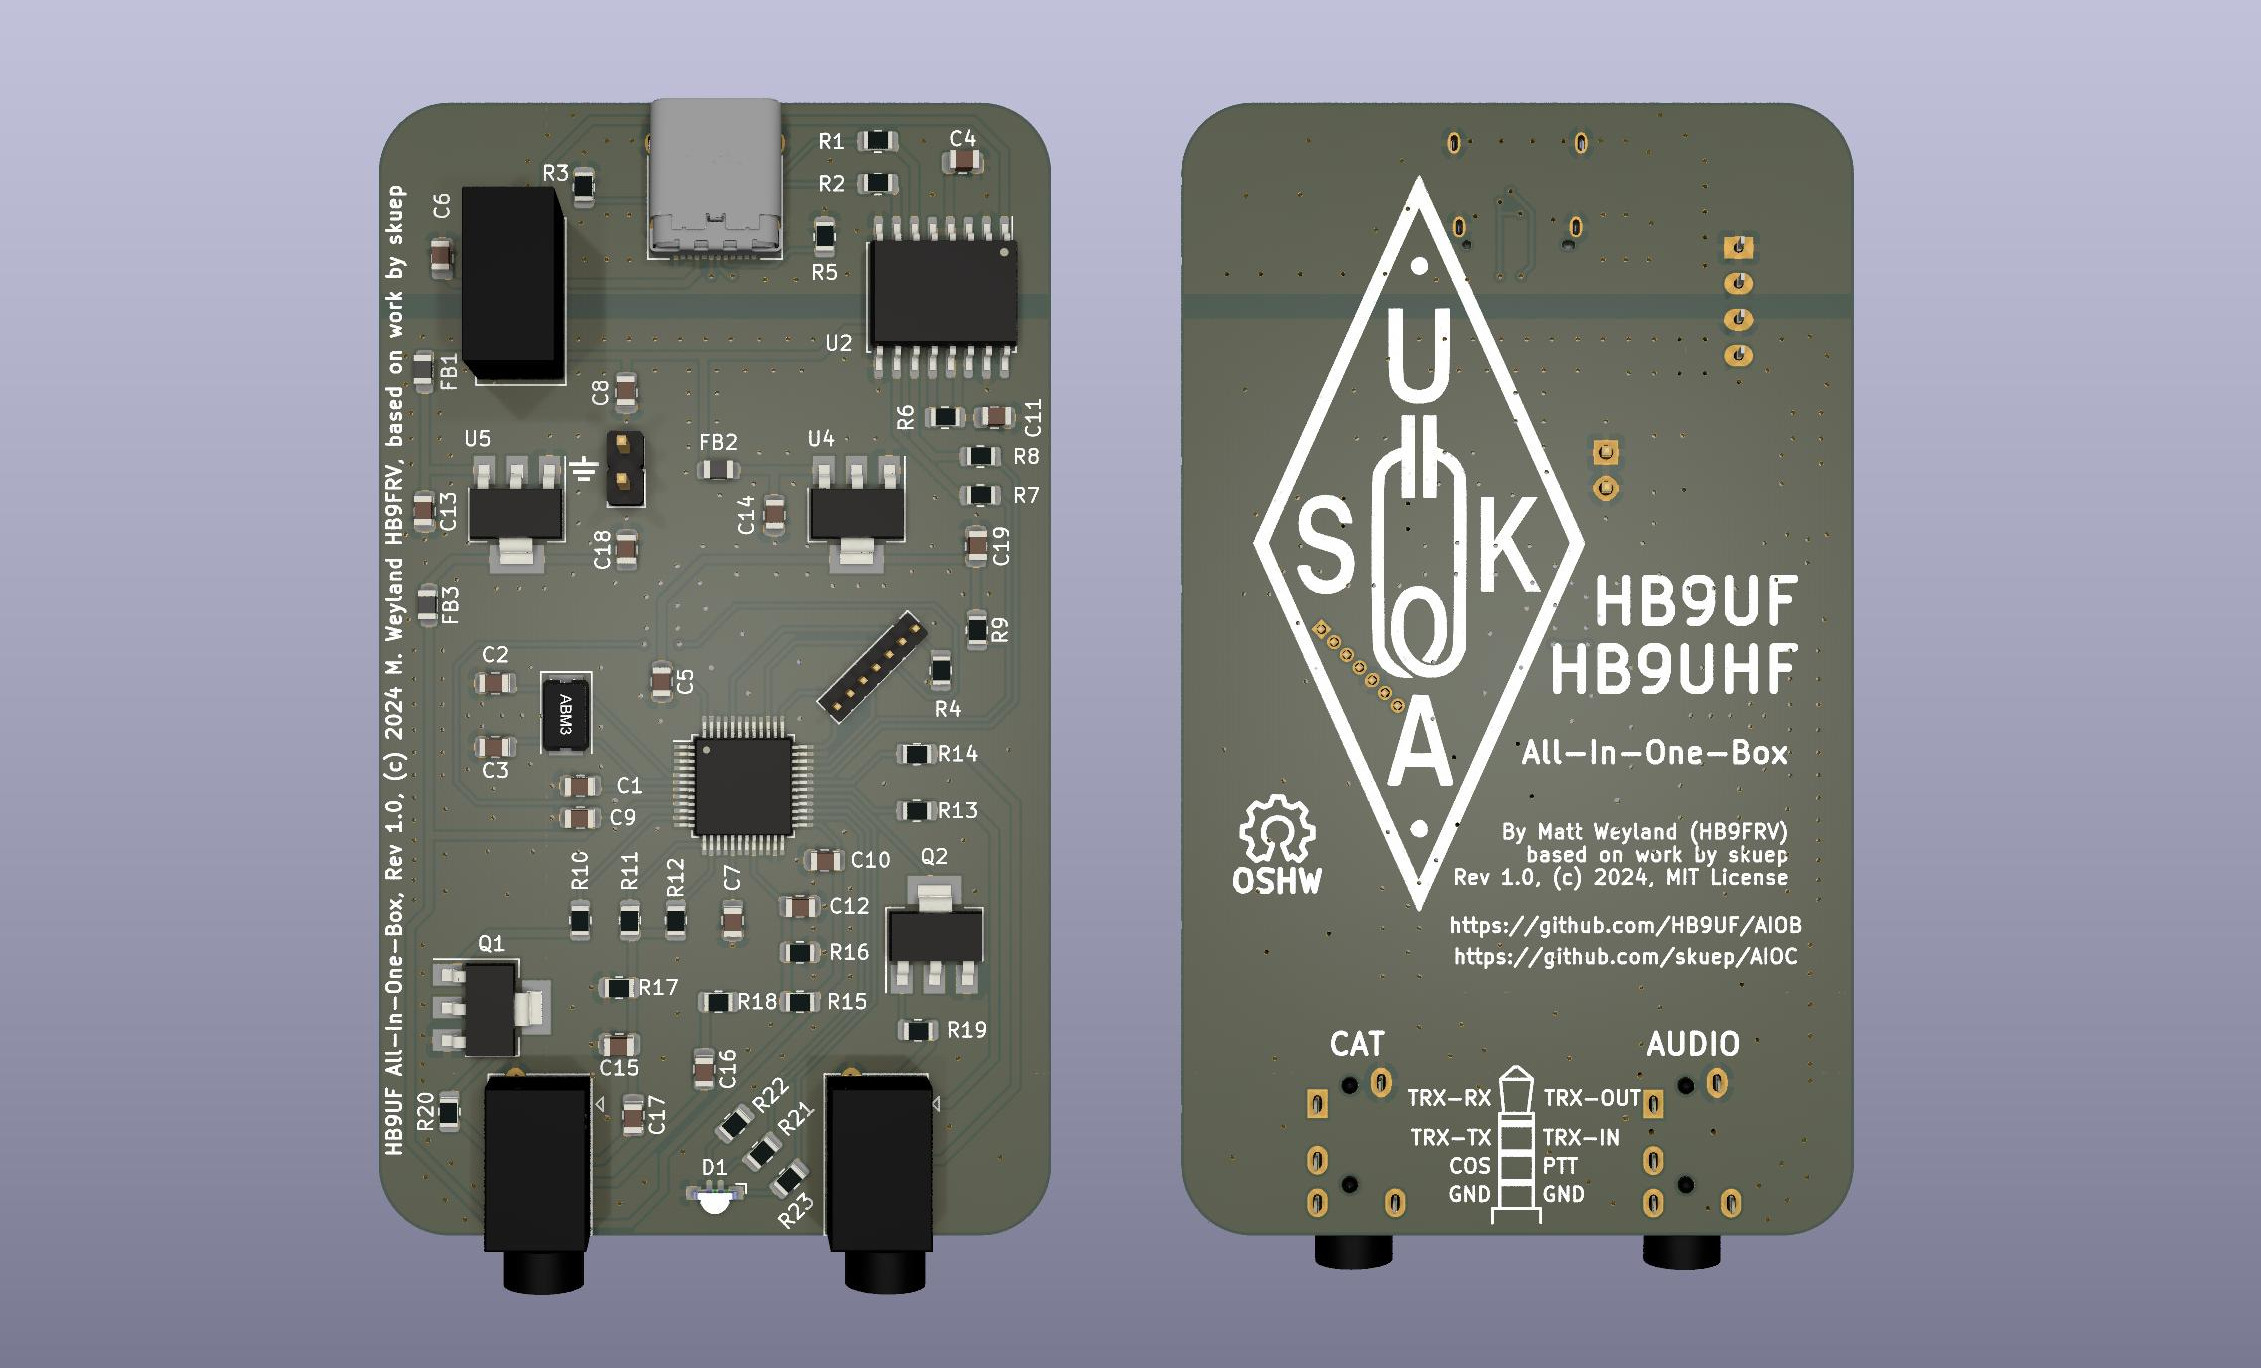 R1
C4
R3
R2
C6
R5
U2
FB1
C8
R6
C11
U5
FB2
U4
R8
R7
C13
C14
C18
C19
FB3
R9
C2
C5
ABM3
R4
C3
R14
C1
C9
R13
C10
Q2
R10
R11
R12
C7
C12
Q1
R16
R17
R18
R15
R19
C15
C16
R20
C17
R22
R21
D1
R23
HB9UF All-In-One-Box, Rev 1.0, (c) 2024 M. Weyland HB9FRV, based on work by skuep
U
S K
O
A
HB9UF
HB9UHF
All-In-One-Box
OSHW
By Matt Weyland (HB9FRV)
based on work by skuep
Rev 1.0, (c) 2024, MIT License
https://github.com/HB9UF/AIOB
https://github.com/skuep/AIOC
CAT AUDIO
TRX-RX TRX-OUT
TRX-TX TRX-IN
COS PTT
GND GND